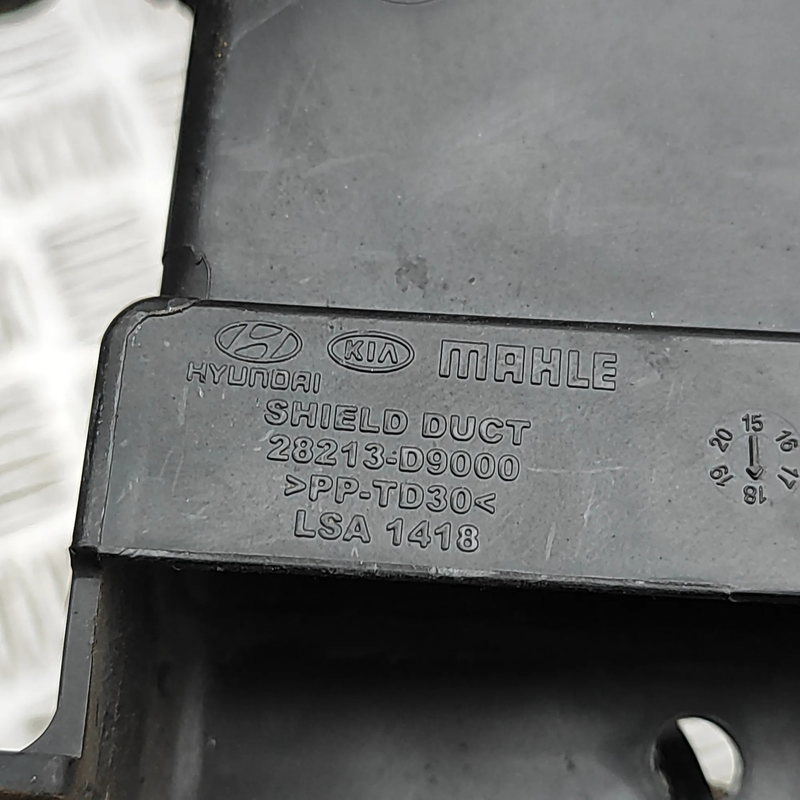 HYUNDAI KIA MAHLE
SHIELD DUCT
28213-D9000
>PP-TD30<
LSA 1418
15 16 17 18 19 20